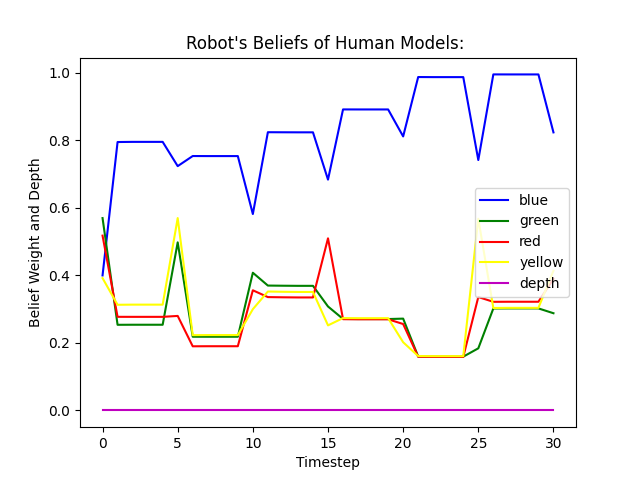 Robot's Beliefs of Human Models:
Belief Weight and Depth
1.0
0.8
0.6
0.4
0.2
0.0
blue
green
red
yellow
depth
0 5 10 15 20 25 30
Timestep